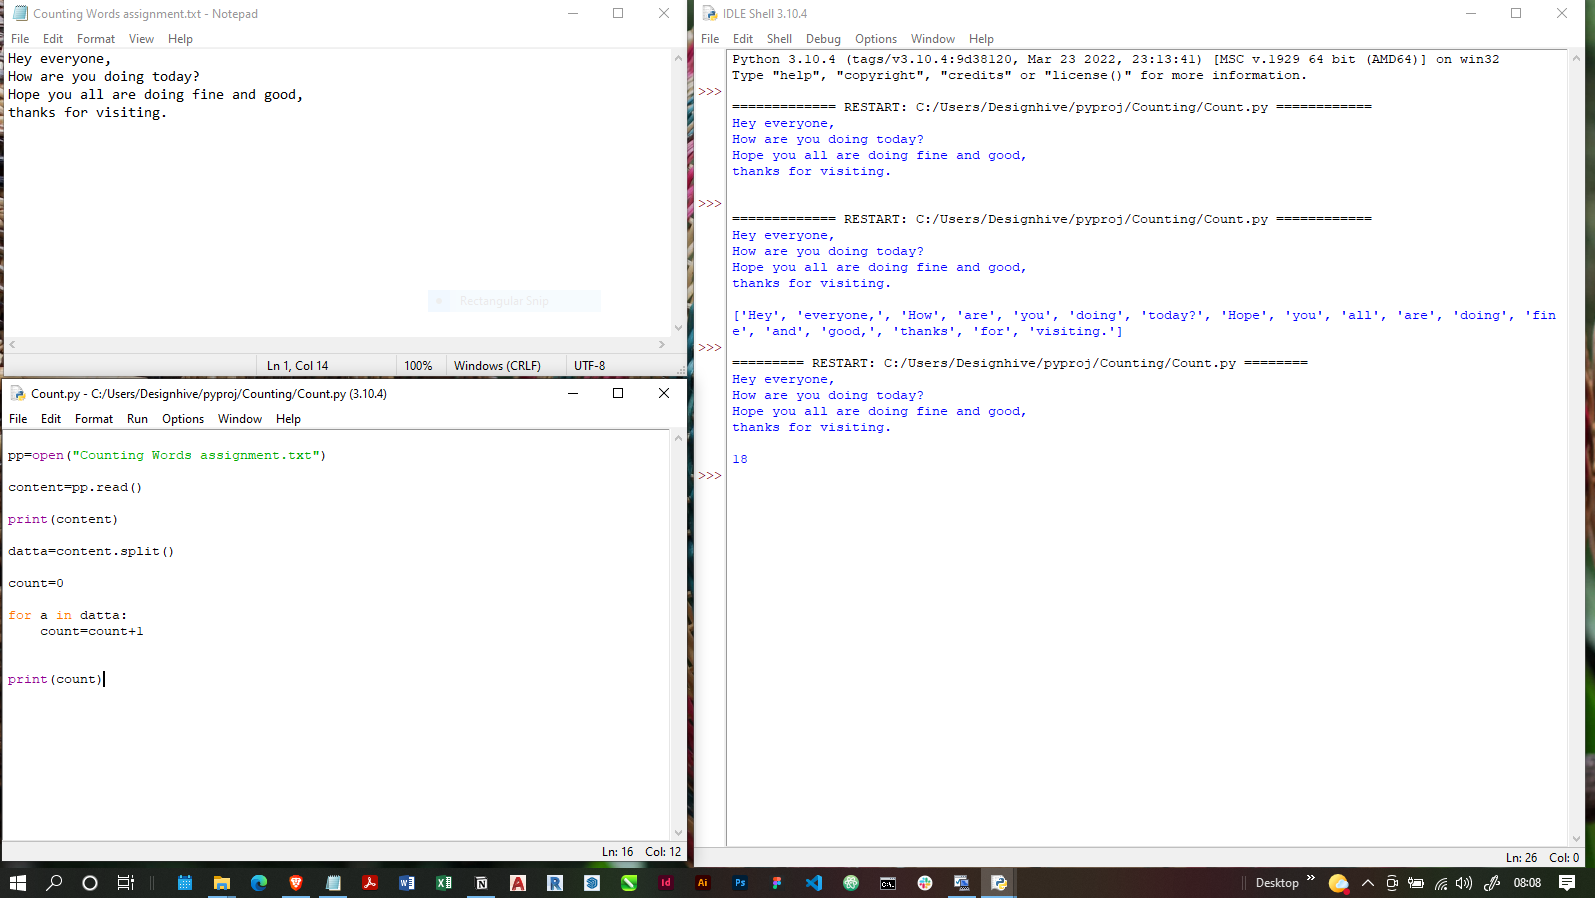 Counting Words assignment.txt - Notepad
File Edit Format View Help
Hey everyone,
How are you doing today?
Hope you all are doing fine and good,
thanks for visiting.
Rectangular Snip
Ln 1, Col 14 100% Windows (CRLF) UTF-8
Count.py - C:/Users/Designhive/pyproj/Counting/Count.py (3.10.4)
File Edit Format Run Options Window Help
pp=open("Counting Words assignment.txt")
content=pp.read()
print(content)
datta=content.split()
count=0
for a in datta:
    count=count+1
print(count)
Ln: 16 Col: 12
IDLE Shell 3.10.4
File Edit Shell Debug Options Window Help
Python 3.10.4 (tags/v3.10.4:9d38120, Mar 23 2022, 23:13:41) [MSC v.1929 64 bit (AMD64)] on win32
Type "help", "copyright", "credits" or "license()" for more information.
>>>
============= RESTART: C:/Users/Designhive/pyproj/Counting/Count.py ============
Hey everyone,
How are you doing today?
Hope you all are doing fine and good,
thanks for visiting.
>>>
============= RESTART: C:/Users/Designhive/pyproj/Counting/Count.py ============
Hey everyone,
How are you doing today?
Hope you all are doing fine and good,
thanks for visiting.
['Hey', 'everyone,', 'How', 'are', 'you', 'doing', 'today?', 'Hope', 'you', 'all', 'are', 'doing', 'fin
e', 'and', 'good,', 'thanks', 'for', 'visiting.']
>>>
========= RESTART: C:/Users/Designhive/pyproj/Counting/Count.py ========
Hey everyone,
How are you doing today?
Hope you all are doing fine and good,
thanks for visiting.
18
>>>
Ln: 26 Col: 0
Id Ai Ps Desktop 08:08